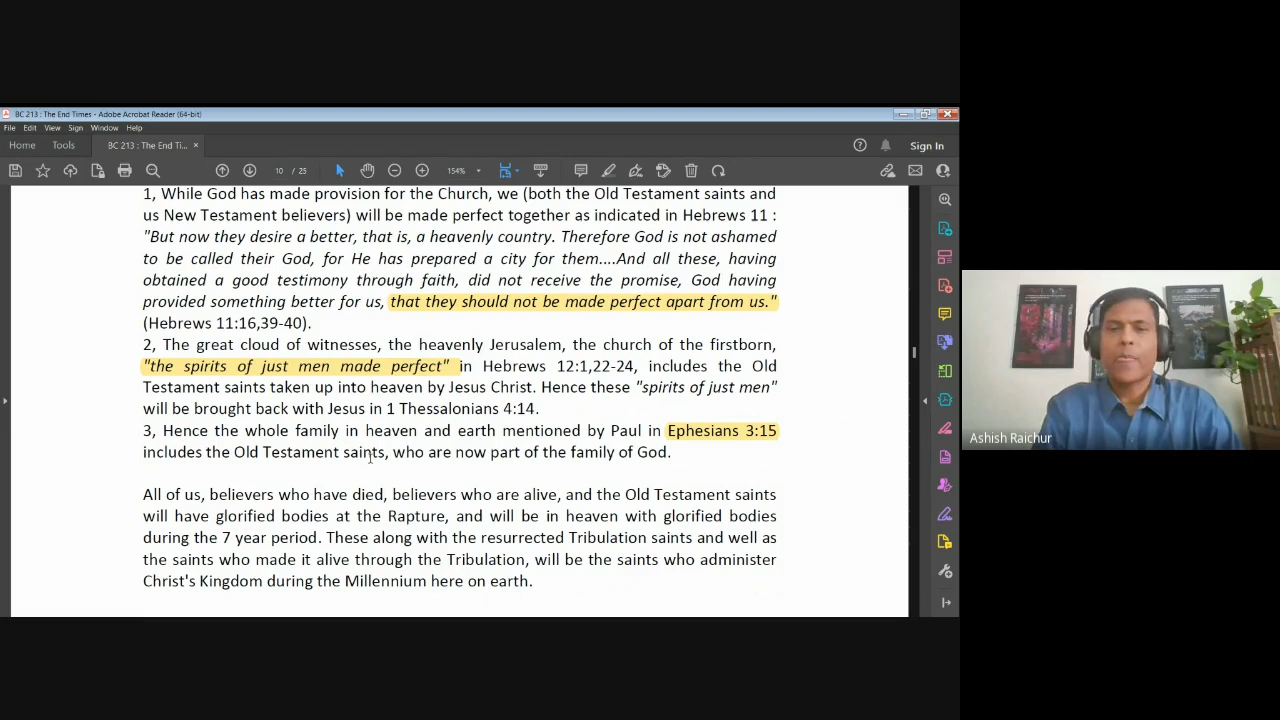 BC 213 : The End Times - Adobe Acrobat Reader (64-bit)
File Edit View Sign Window Help
Home Tools BC 213 : The End Ti... × Sign In
10 / 25 154%
1, While God has made provision for the Church, we (both the Old Testament saints and
us New Testament believers) will be made perfect together as indicated in Hebrews 11 :
"But now they desire a better, that is, a heavenly country. Therefore God is not ashamed
to be called their God, for He has prepared a city for them....And all these, having
obtained a good testimony through faith, did not receive the promise, God having
provided something better for us, that they should not be made perfect apart from us."
(Hebrews 11:16,39-40).
2, The great cloud of witnesses, the heavenly Jerusalem, the church of the firstborn,
"the spirits of just men made perfect" in Hebrews 12:1,22-24, includes the Old
Testament saints taken up into heaven by Jesus Christ. Hence these "spirits of just men"
will be brought back with Jesus in 1 Thessalonians 4:14.
3, Hence the whole family in heaven and earth mentioned by Paul in Ephesians 3:15
includes the Old Testament saints, who are now part of the family of God.
All of us, believers who have died, believers who are alive, and the Old Testament saints
will have glorified bodies at the Rapture, and will be in heaven with glorified bodies
during the 7 year period. These along with the resurrected Tribulation saints and well as
the saints who made it alive through the Tribulation, will be the saints who administer
Christ's Kingdom during the Millennium here on earth.
Ashish Raichur